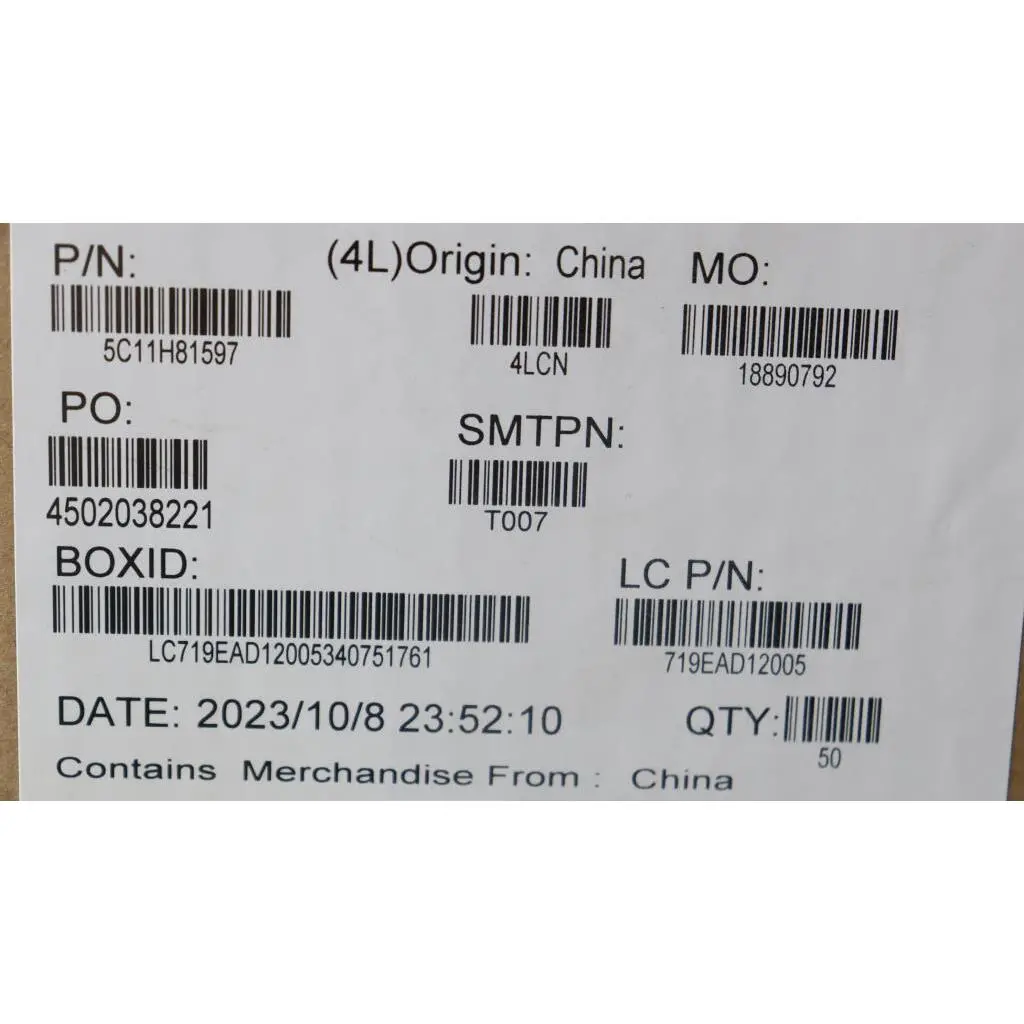 P/N: (4L)Origin: China MO:
5C11H81597 4LCN 18890792
PO: SMTPN:
4502038221 T007
BOXID: LC P/N:
LC719EAD12005340751761 719EAD12005
DATE: 2023/10/8 23:52:10 QTY:
50
Contains Merchandise From : China